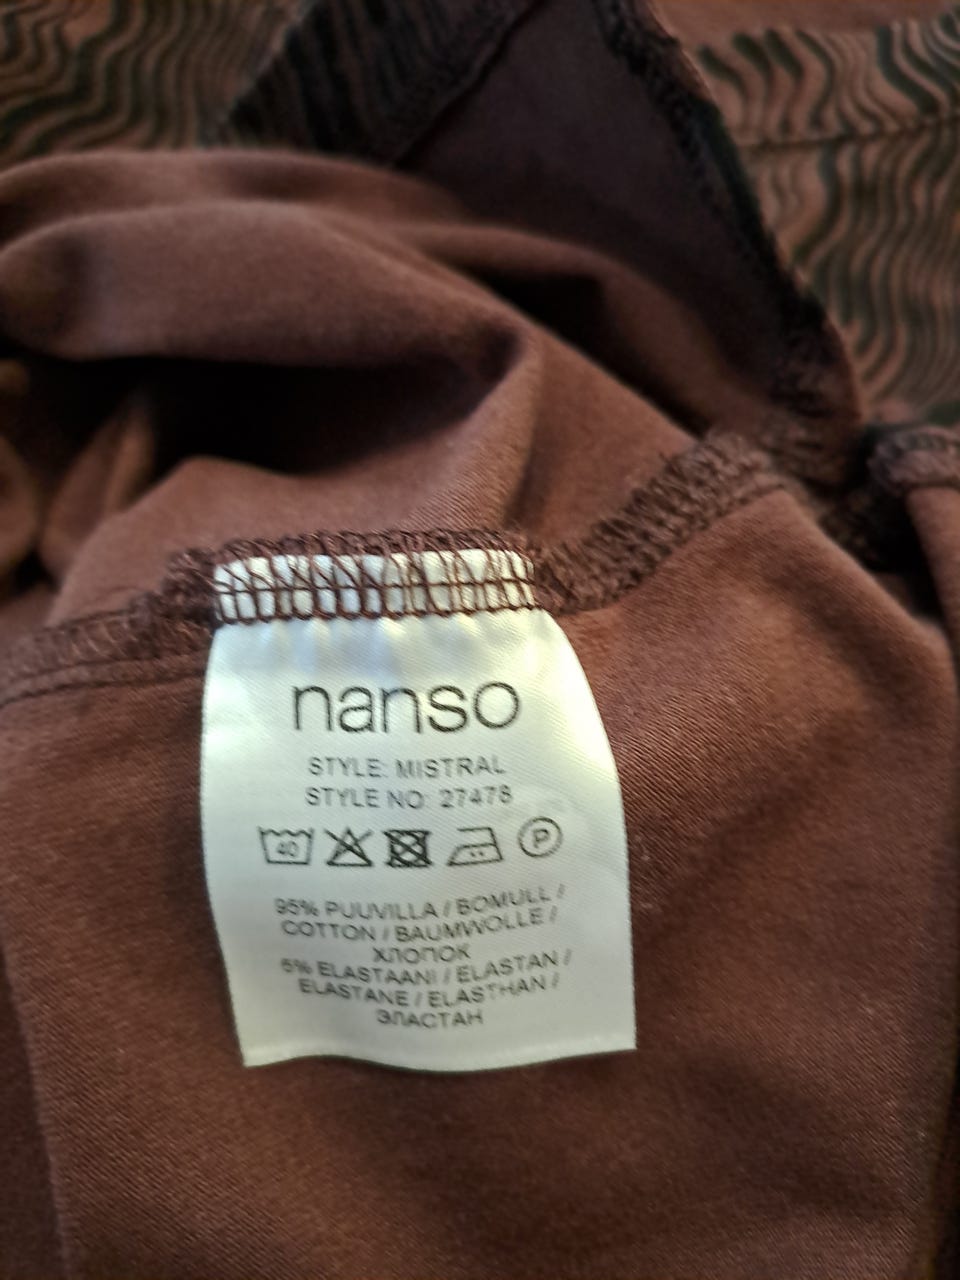 nanso
STYLE: MISTRAL
STYLE NO: 27478
40 P
95% PUUVILLA / BOMULL /
COTTON / BAUMWOLLE /
ХЛОПОК
5% ELASTAANI / ELASTAN /
ELASTANE / ELASTHAN /
ЭЛАСТАН